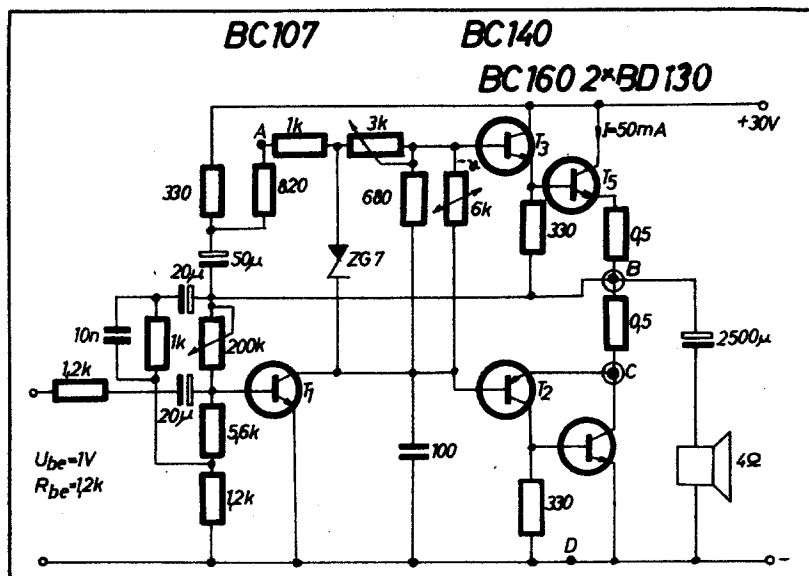 BC107 BC140
BC160 2*BD130
+30V
A
1k
3k
T3
I=50mA
330
820
680
-ϑ
6k
T5
330
0,5
50μ
ZG7
20μ
B
10n
1k
200k
0,5
2500μ
1,2k
20μ
T1
T2
C
5,6k
Ube=1V
Rbe=1,2k
100
4Ω
1,2k
330
D
-